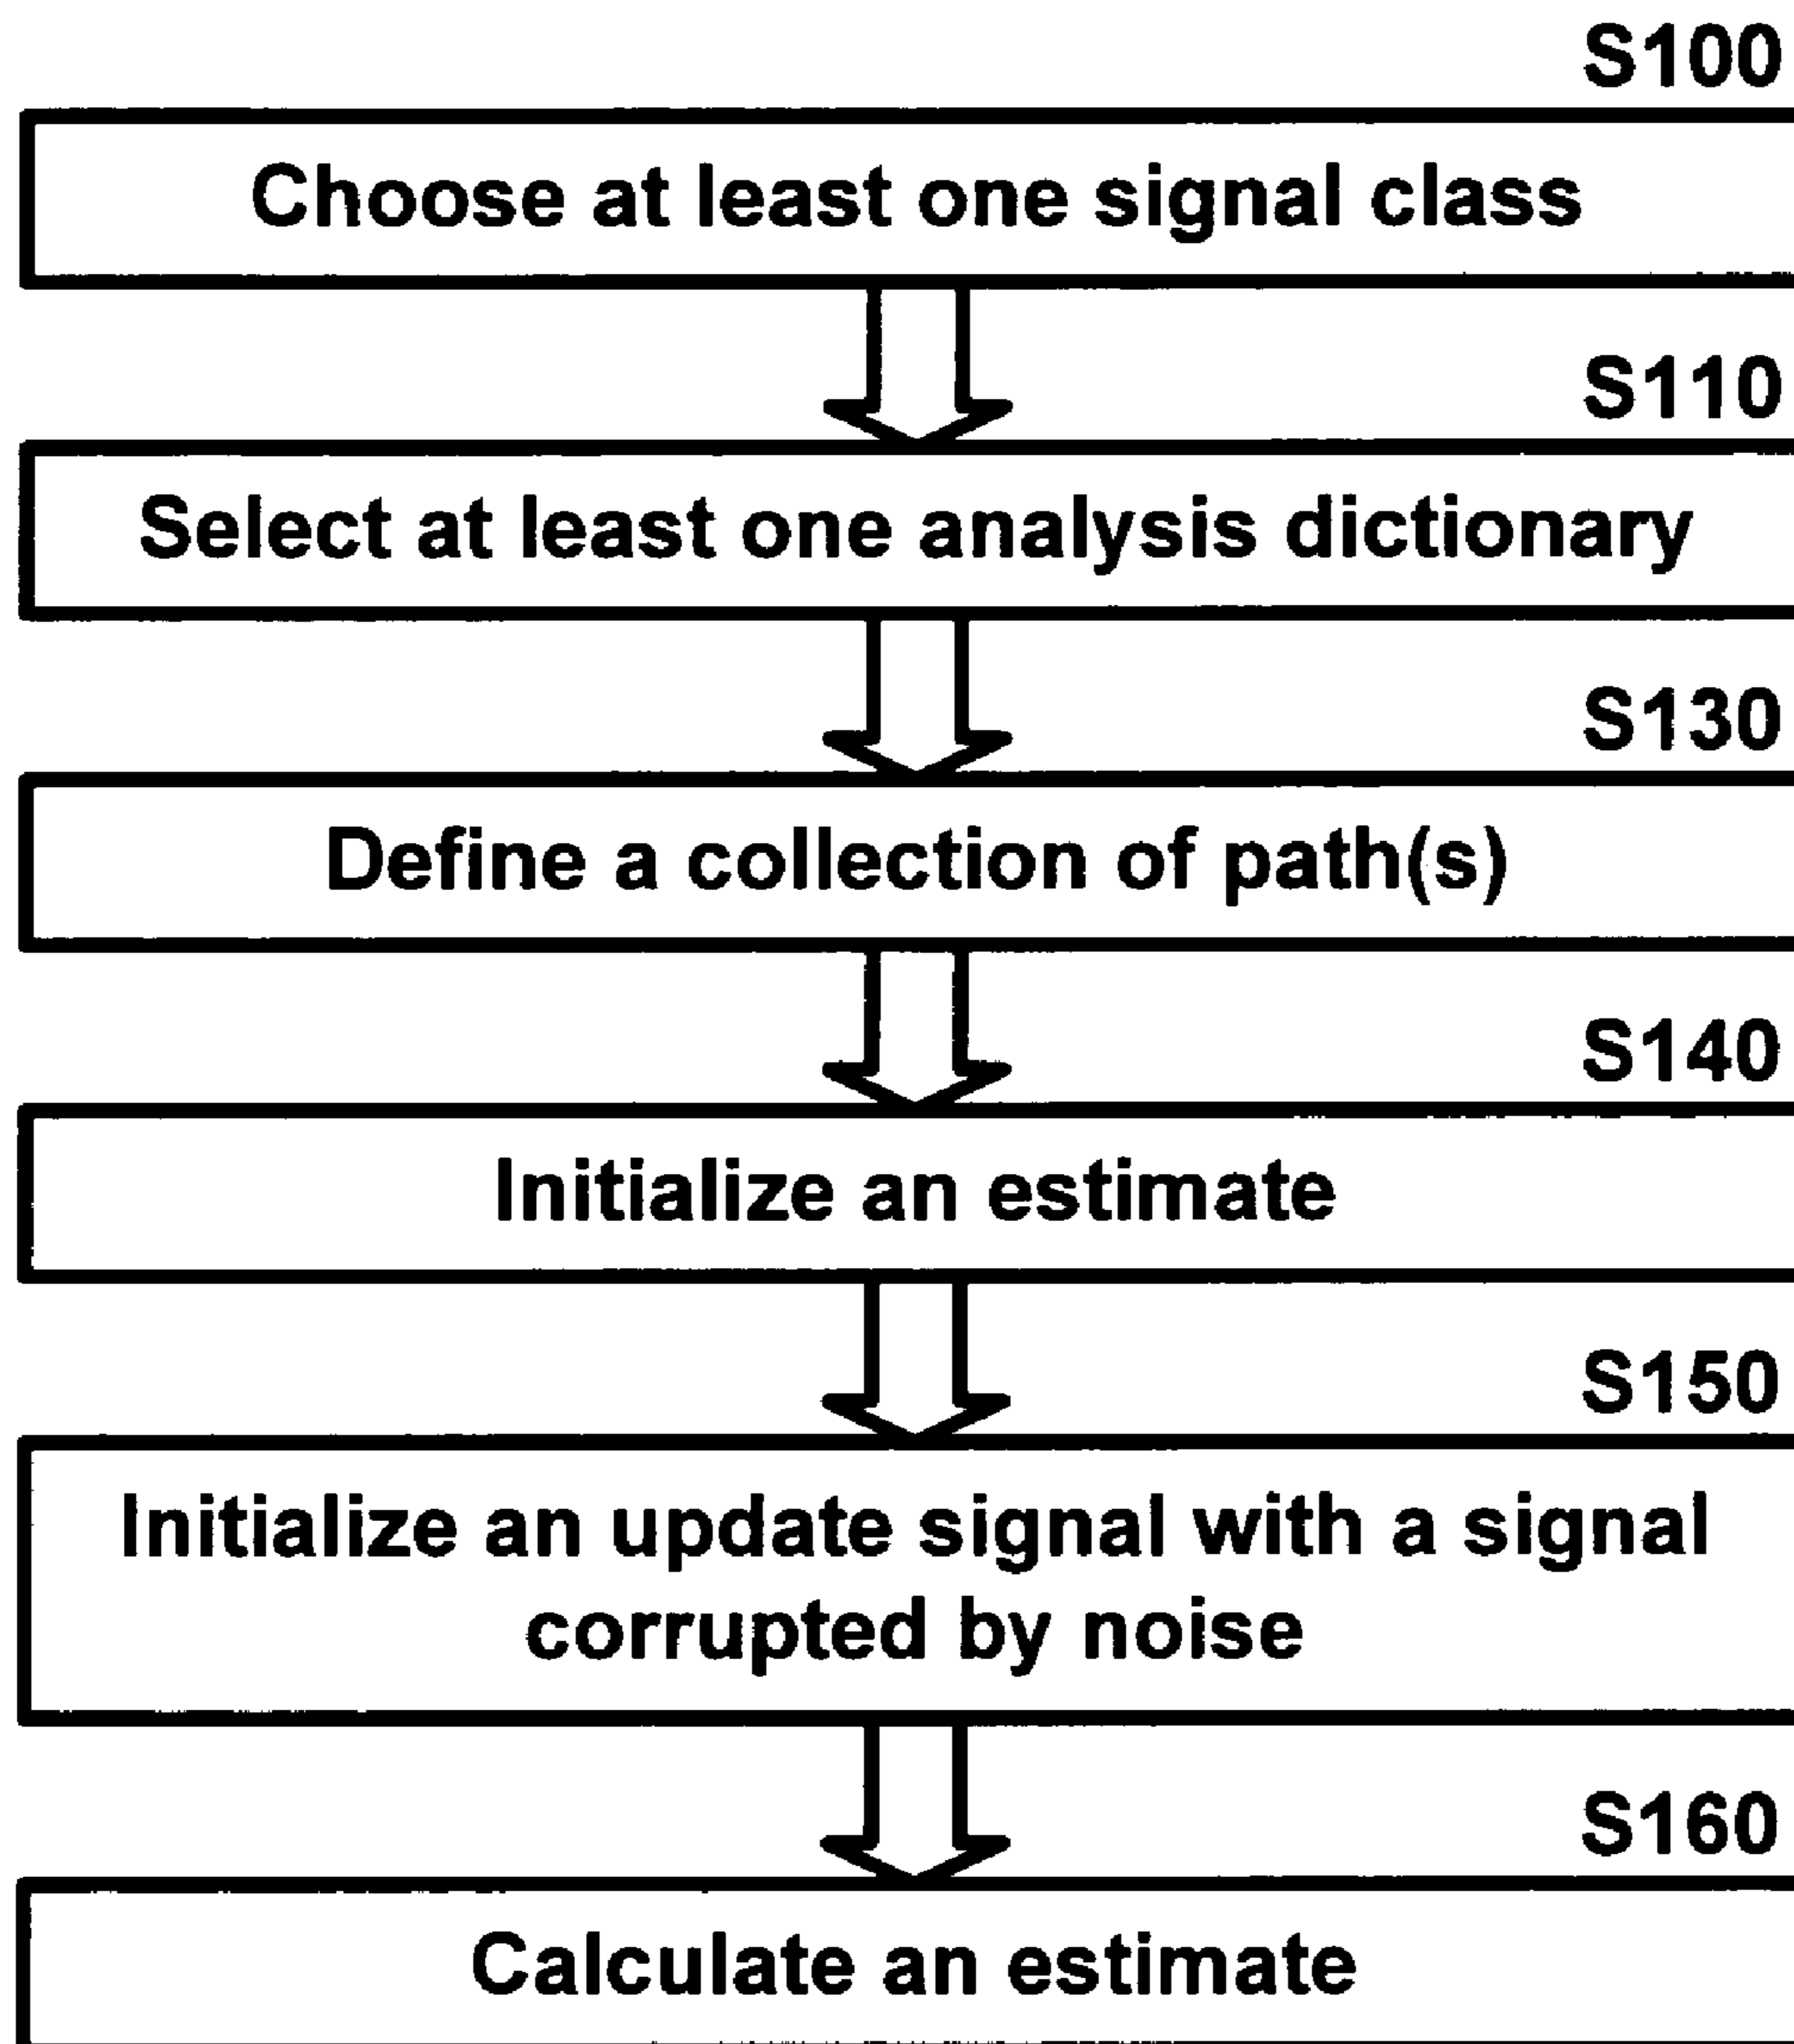 S100
Choose at least one signal class
S110
Select at least one analysis dictionary
S130
Define a collection of path(s)
S140
Initialize an estimate
S150
Initialize an update signal with a signal
corrupted by noise
S160
Calculate an estimate